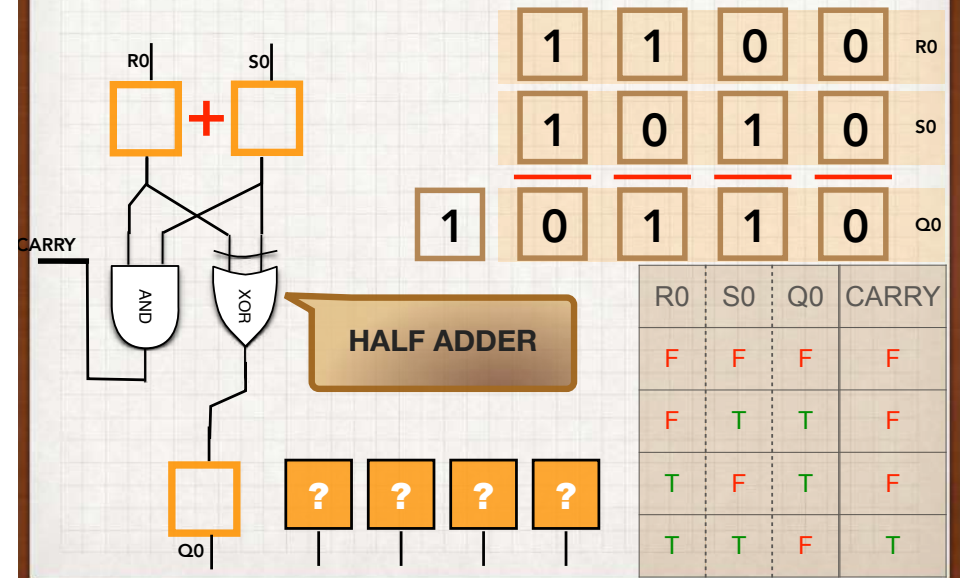 R0 S0
+
1 1 0 0 R0
1 0 1 0 S0
1 0 1 1 0 Q0
CARRY
AND XOR
HALF ADDER
? ? ? ?
Q0
R0 S0 Q0 CARRY
F F F F
F T T F
T F T F
T T F T